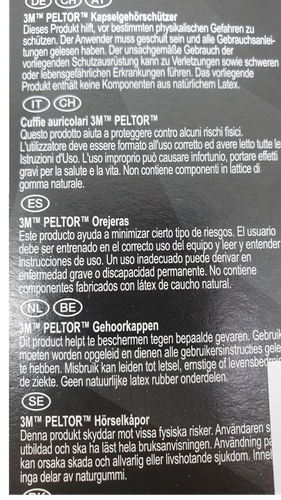 DE CH AT
3M™ PELTOR™ Kapselgehörschützer
Dieses Produkt hilft, vor bestimmten physikalischen Gefahren zu
schützen. Der Anwender muss geschult sein und alle Gebrauchsanlei-
tungen gelesen haben. Der unsachgemäße Gebrauch der
vorliegenden Schutzausrüstung kann zu Verletzungen sowie schweren
oder lebensgefährlichen Erkrankungen führen. Das vorliegende
Produkt enthält keine Komponenten aus natürlichem Latex.
IT CH
Cuffie auricolari 3M™ PELTOR™
Questo prodotto aiuta a proteggere contro alcuni rischi fisici.
L'utilizzatore deve essere formato all'uso corretto ed avere letto tutte le
Istruzioni d'Uso. L'uso improprio può causare infortunio, portare effetti
gravi per la salute e la vita. Non contiene componenti in lattice di
gomma naturale.
ES
3M™ PELTOR™ Orejeras
Este producto ayuda a minimizar cierto tipo de riesgos. El usuario
debe ser entrenado en el correcto uso del equipo y leer y entender
instrucciones de uso. Un uso inadecuado puede derivar en
enfermedad grave o discapacidad permanente. No contiene
componentes fabricados con látex de caucho natural.
NL BE
3M™ PELTOR™ Gehoorkappen
Dit product helpt te beschermen tegen bepaalde gevaren. Gebruik
moeten worden opgeleid en dienen alle gebruikersinstructies gele
te hebben. Misbruik kan leiden tot letsel, ernstige of levensbedrei
de ziekte. Geen natuurlijke latex rubber onderdelen.
SE
3M™ PELTOR™ Hörselkåpor
Denna produkt skyddar mot vissa fysiska risker. Användaren s
utbildad och ska ha läst hela bruksanvisningen. Användning på
kan orsaka skada och allvarlig eller livshotande sjukdom. Inne
inga delar av naturgummi.